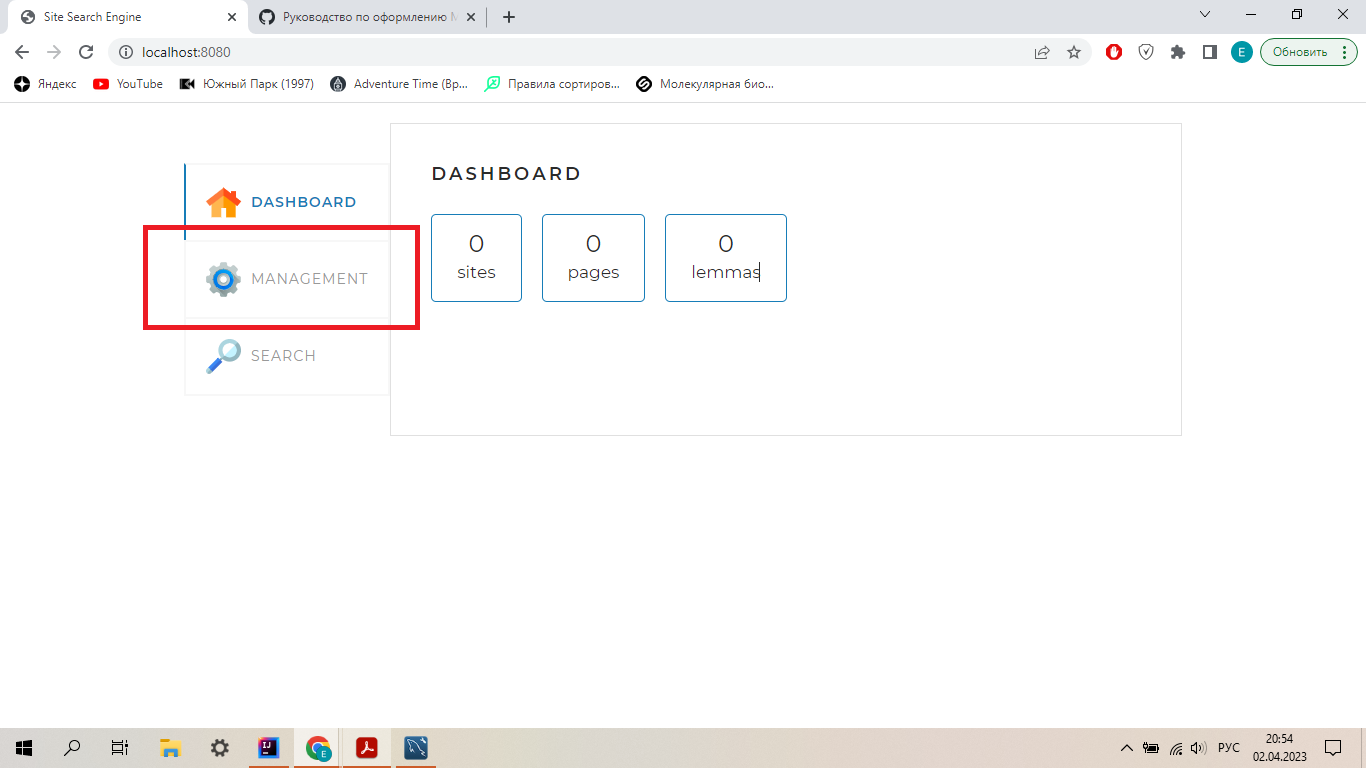 Site Search Engine
Руководство по оформлению M
localhost:8080
E
Обновить
Яндекс
YouTube
Южный Парк (1997)
Adventure Time (Вр...
Правила сортиров...
Молекулярная био...
DASHBOARD
MANAGEMENT
SEARCH
DASHBOARD
0
sites
0
pages
0
lemmas
IJ
E
РУС
20:54
02.04.2023